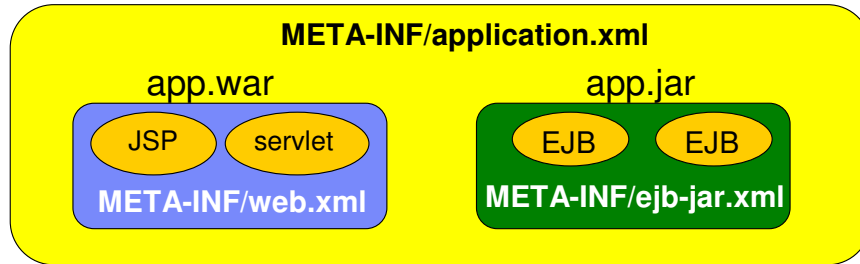 META-INF/application.xml
app.war
app.jar
JSP
servlet
EJB
EJB
META-INF/web.xml
META-INF/ejb-jar.xml